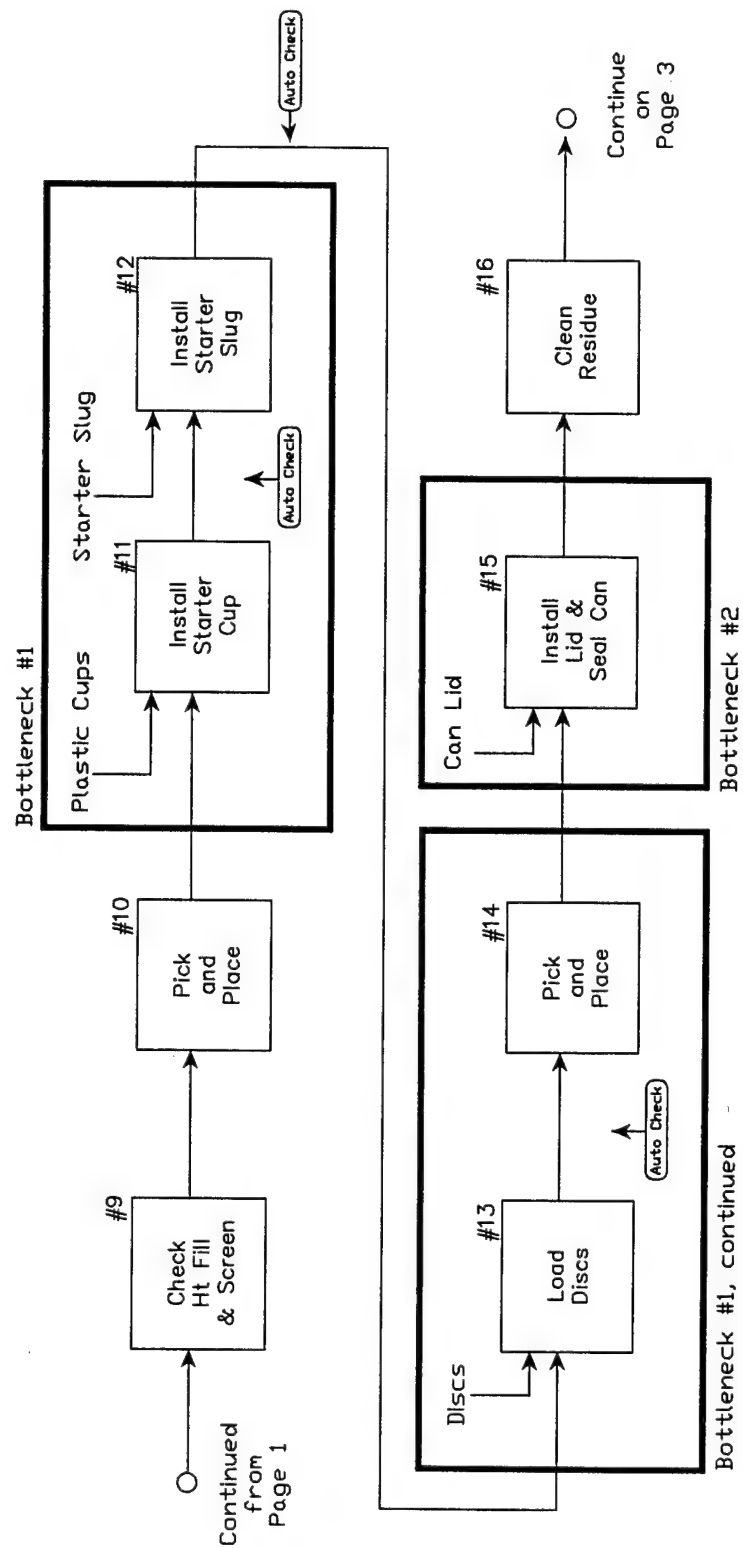 Continued
from
Page 1
#9
Check
Ht Fill
& Screen
#10
Pick
and
Place
Bottleneck #1
Plastic Cups
#11
Install
Starter
Cup
Auto Check
Starter Slug
#12
Install
Starter
Slug
Auto Check
Discs
#13
Load
Discs
Auto Check
#14
Pick
and
Place
Bottleneck #1, continued
Can Lid
#15
Install
Lid &
Seal Can
Bottleneck #2
#16
Clean
Residue
Continue
on
Page 3